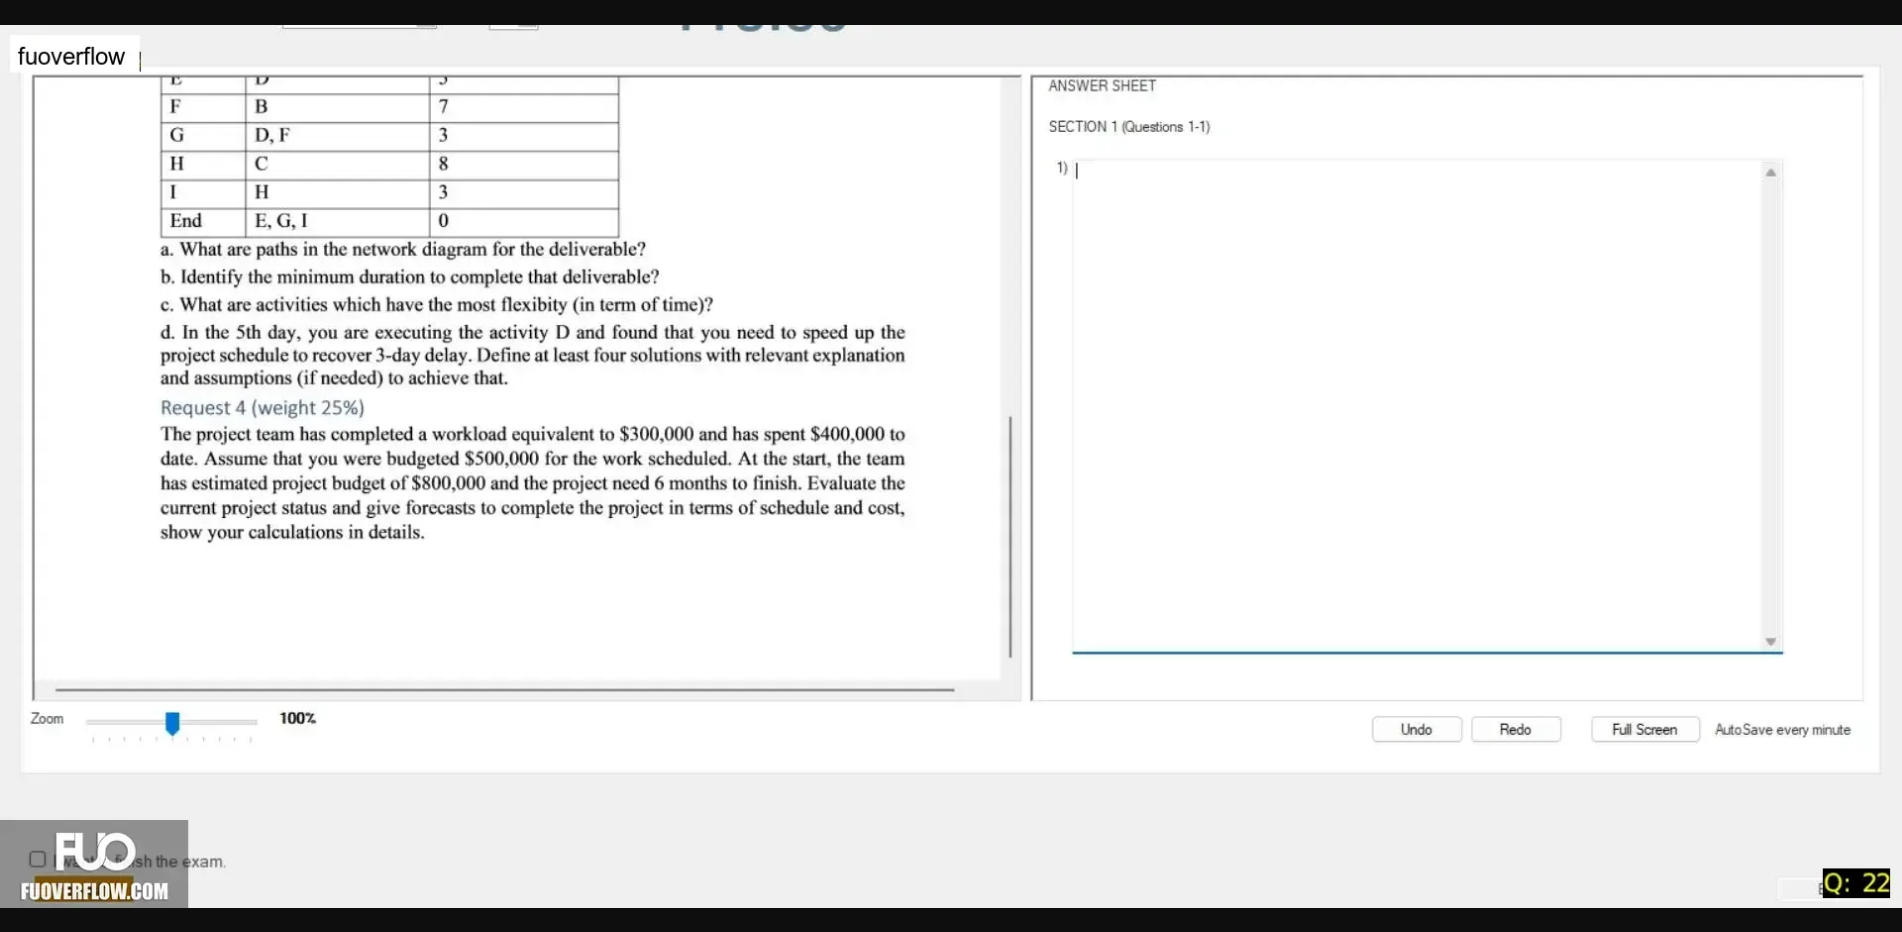 fuoverflow
F B 7
G D, F 3
H C 8
I H 3
End E, G, I 0
a. What are paths in the network diagram for the deliverable?
b. Identify the minimum duration to complete that deliverable?
c. What are activities which have the most flexibity (in term of time)?
d. In the 5th day, you are executing the activity D and found that you need to speed up the
project schedule to recover 3-day delay. Define at least four solutions with relevant explanation
and assumptions (if needed) to achieve that.
Request 4 (weight 25%)
The project team has completed a workload equivalent to $300,000 and has spent $400,000 to
date. Assume that you were budgeted $500,000 for the work scheduled. At the start, the team
has estimated project budget of $800,000 and the project need 6 months to finish. Evaluate the
current project status and give forecasts to complete the project in terms of schedule and cost,
show your calculations in details.
ANSWER SHEET
SECTION 1 (Questions 1-1)
1)
Zoom 100%
Undo Redo Full Screen AutoSave every minute
FUO
the exam.
FUOVERFLOW.COM
Q: 22